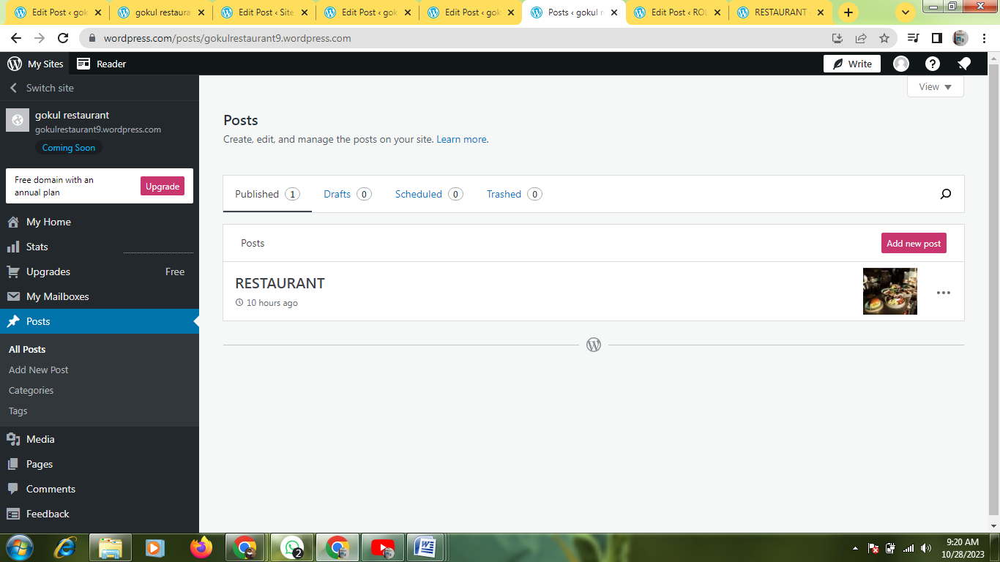 Edit Post ‹ gok
gokul restaura
Edit Post ‹ Site
Edit Post ‹ gok
Edit Post ‹ gok
Posts ‹ gokul r
Edit Post ‹ ROL
RESTAURANT
wordpress.com/posts/gokulrestaurant9.wordpress.com
My Sites
Reader
Write
Switch site
View
gokul restaurant
gokulrestaurant9.wordpress.com
Coming Soon
Free domain with an
annual plan
Upgrade
My Home
Stats
Upgrades Free
My Mailboxes
Posts
All Posts
Add New Post
Categories
Tags
Media
Pages
Comments
Feedback
Posts
Create, edit, and manage the posts on your site. Learn more.
Published 1 Drafts 0 Scheduled 0 Trashed 0
Posts
Add new post
RESTAURANT
10 hours ago
2
9:20 AM
10/28/2023